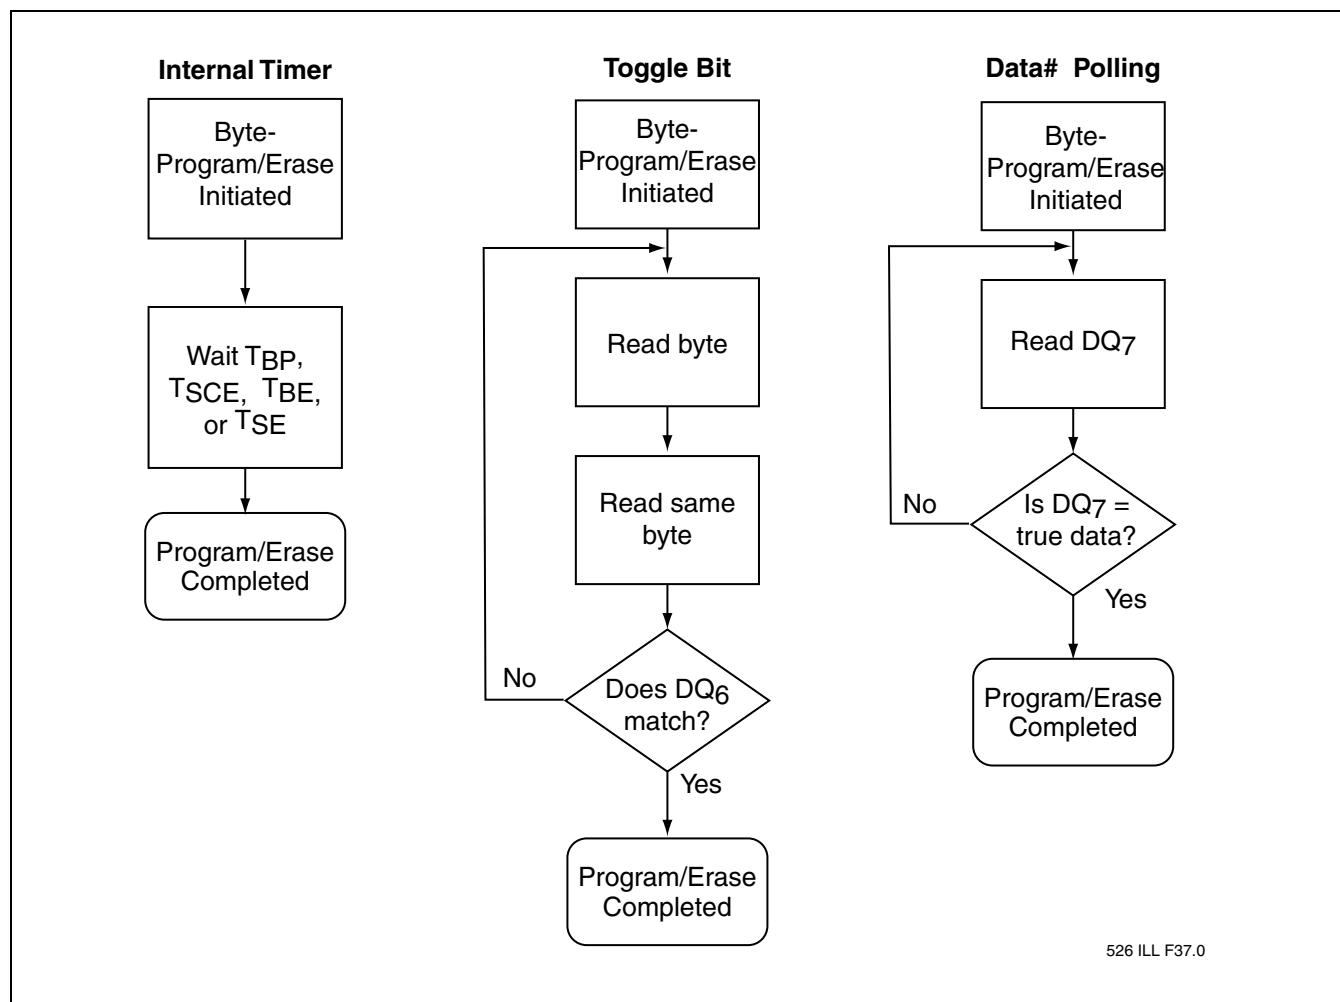 Internal Timer
Byte-
Program/Erase
Initiated
Wait TBP,
TSCE, TBE,
or TSE
Program/Erase
Completed
Toggle Bit
Byte-
Program/Erase
Initiated
Read byte
Read same
byte
No
Does DQ6
match?
Yes
Program/Erase
Completed
Data# Polling
Byte-
Program/Erase
Initiated
Read DQ7
No
Is DQ7 =
true data?
Yes
Program/Erase
Completed
526 ILL F37.0